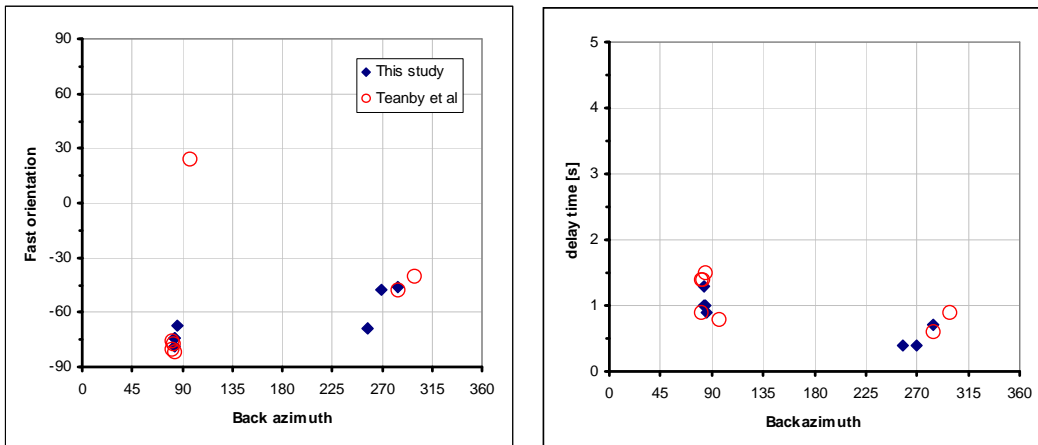 90
60
30
0
-30
-60
-90
Fast orientation
This study
Teanby et al
0 45 90 135 180 225 270 315 360
Back azimuth
5
4
3
2
1
0
delay time [s]
0 45 90 135 180 225 270 315 360
Backazimuth